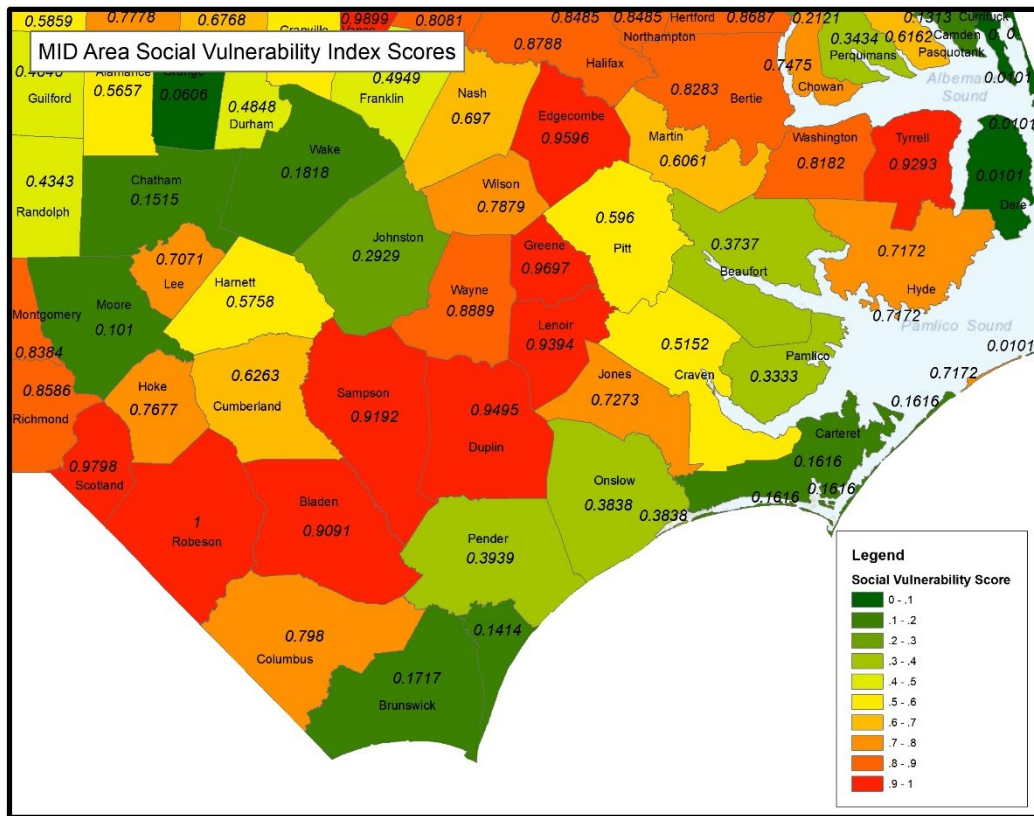 0.5859
0.7778
0.6768
Granville
0.9899
Vance
0.8081
0.8485
0.8485
Hertford
0.8687
0.2121
0.1313
Currituck
Northampton
0.3434
Perquimans
0.6162
Camden
Pasquotank
MID Area Social Vulnerability Index Scores
0.8788
Halifax
0.7475
Chowan
Albemarle
Sound
0.0101
Guilford
Alamance
0.5657
Orange
0.0606
0.4848
Durham
0.4949
Franklin
Nash
0.697
Edgecombe
0.9596
0.8283
Bertie
Martin
0.6061
Washington
0.8182
Tyrrell
0.9293
0.0101
0.0101
Dare
0.4343
Randolph
Chatham
0.1515
Wake
0.1818
Wilson
0.7879
0.596
Pitt
0.3737
Beaufort
0.7172
Hyde
0.7172
Johnston
0.2929
Greene
0.9697
0.7071
Lee
Harnett
0.5758
Wayne
0.8889
Lenoir
0.9394
Pamlico Sound
0.0101
Montgomery
0.8384
Moore
0.101
0.5152
Craven
Pamlico
0.3333
0.7172
0.8586
Richmond
Hoke
0.7677
0.6263
Cumberland
Sampson
0.9192
0.9495
Duplin
Jones
0.7273
0.1616
Carteret
0.1616
0.1616
0.1616
0.9798
Scotland
1
Robeson
Bladen
0.9091
Onslow
0.3838
0.3838
Pender
0.3939
0.798
Columbus
0.1414
0.1717
Brunswick
Legend
Social Vulnerability Score
0 - .1
.1 - .2
.2 - .3
.3 - .4
.4 - .5
.5 - .6
.6 - .7
.7 - .8
.8 - .9
.9 - 1